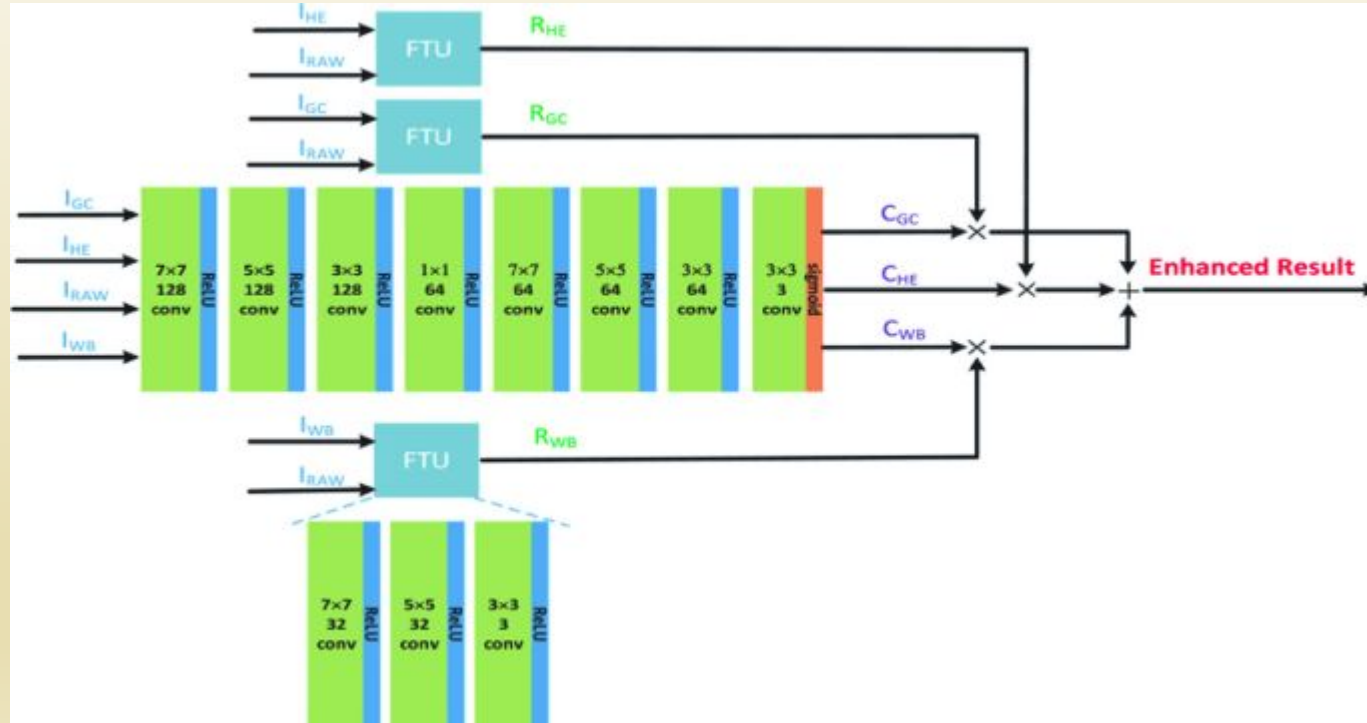 I_HE
FTU
R_HE
I_RAW
I_GC
FTU
R_GC
I_RAW
I_GC
I_HE
I_RAW
I_WB
7×7
128
conv
ReLU
5×5
128
conv
ReLU
3×3
128
conv
ReLU
1×1
64
conv
ReLU
7×7
64
conv
ReLU
5×5
64
conv
ReLU
3×3
64
conv
ReLU
3×3
3
conv
sigmoid
C_GC
×
C_HE
×
+
Enhanced Result
C_WB
×
I_WB
FTU
R_WB
I_RAW
7×7
32
conv
ReLU
5×5
32
conv
ReLU
3×3
3
conv
ReLU